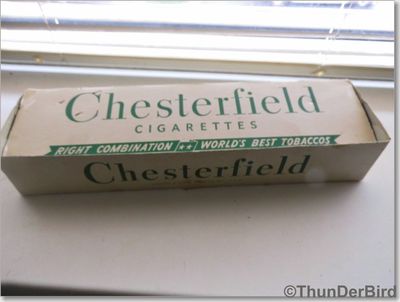 Chesterfield
CIGARETTES
RIGHT COMBINATION ★★ WORLD'S BEST TOBACCOS
Chesterfield
©ThunDerBird